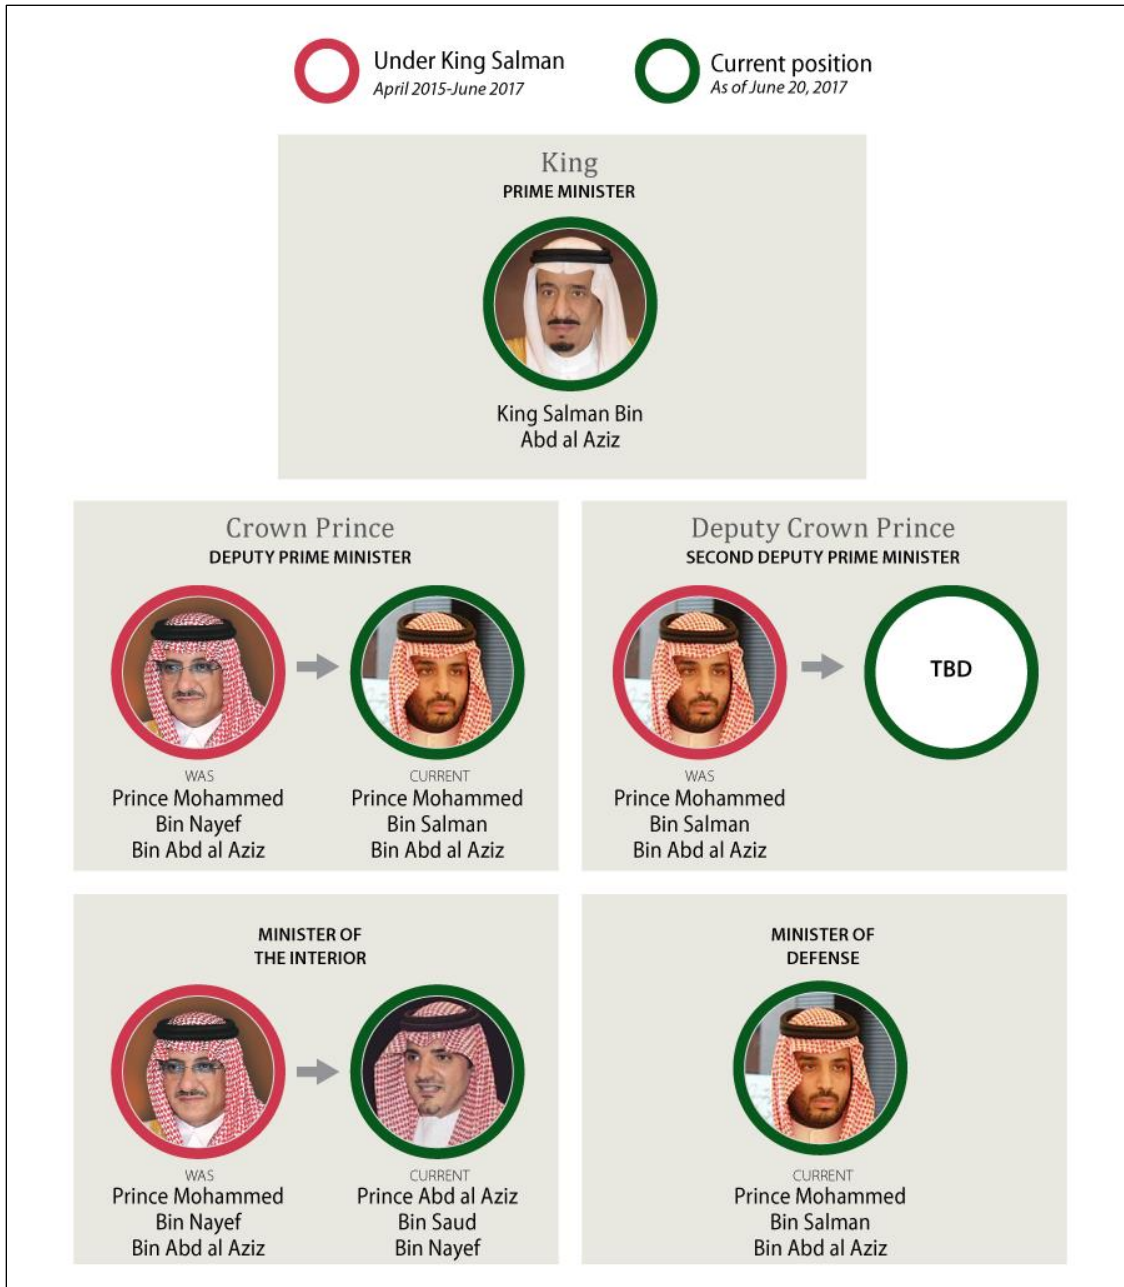 Under King Salman
April 2015-June 2017
Current position
As of June 20, 2017
King
PRIME MINISTER
King Salman Bin
Abd al Aziz
Crown Prince
DEPUTY PRIME MINISTER
WAS
Prince Mohammed
Bin Nayef
Bin Abd al Aziz
CURRENT
Prince Mohammed
Bin Salman
Bin Abd al Aziz
Deputy Crown Prince
SECOND DEPUTY PRIME MINISTER
TBD
WAS
Prince Mohammed
Bin Salman
Bin Abd al Aziz
MINISTER OF
THE INTERIOR
WAS
Prince Mohammed
Bin Nayef
Bin Abd al Aziz
CURRENT
Prince Abd al Aziz
Bin Saud
Bin Nayef
MINISTER OF
DEFENSE
CURRENT
Prince Mohammed
Bin Salman
Bin Abd al Aziz